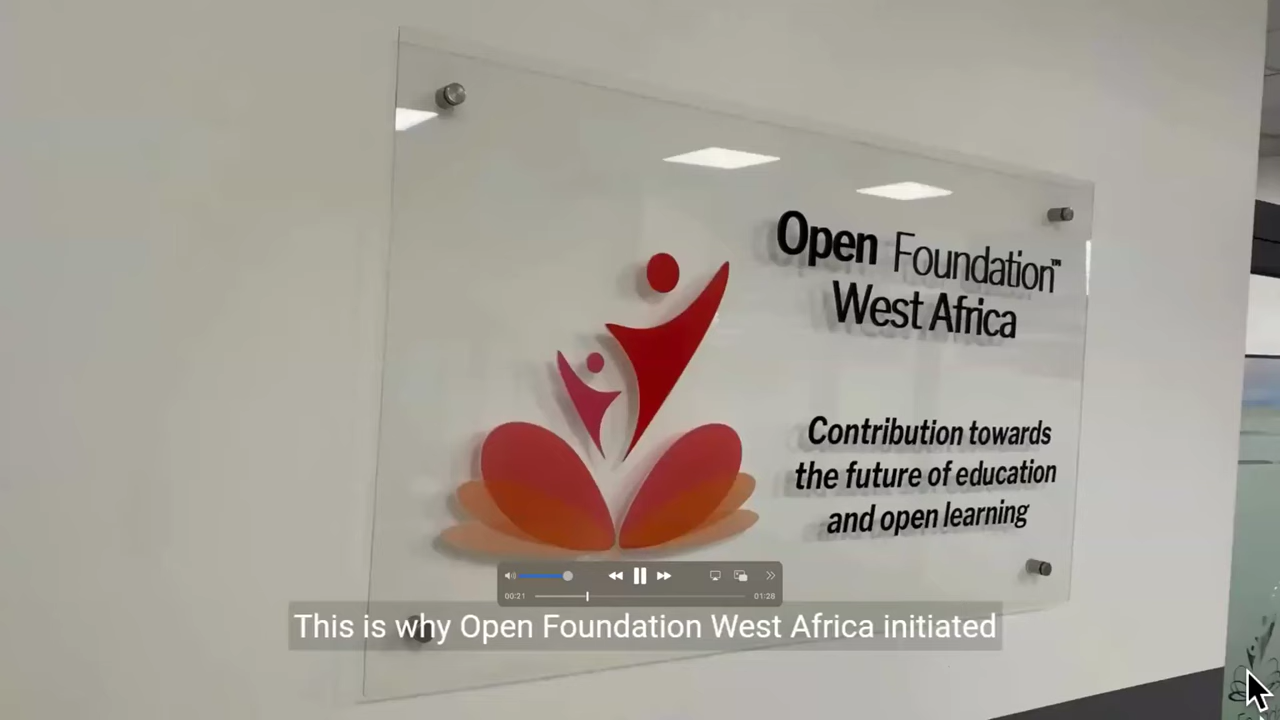 Open Foundation™
West Africa
Contribution towards
the future of education
and open learning
00:21
01:28
This is why Open Foundation West Africa initiated